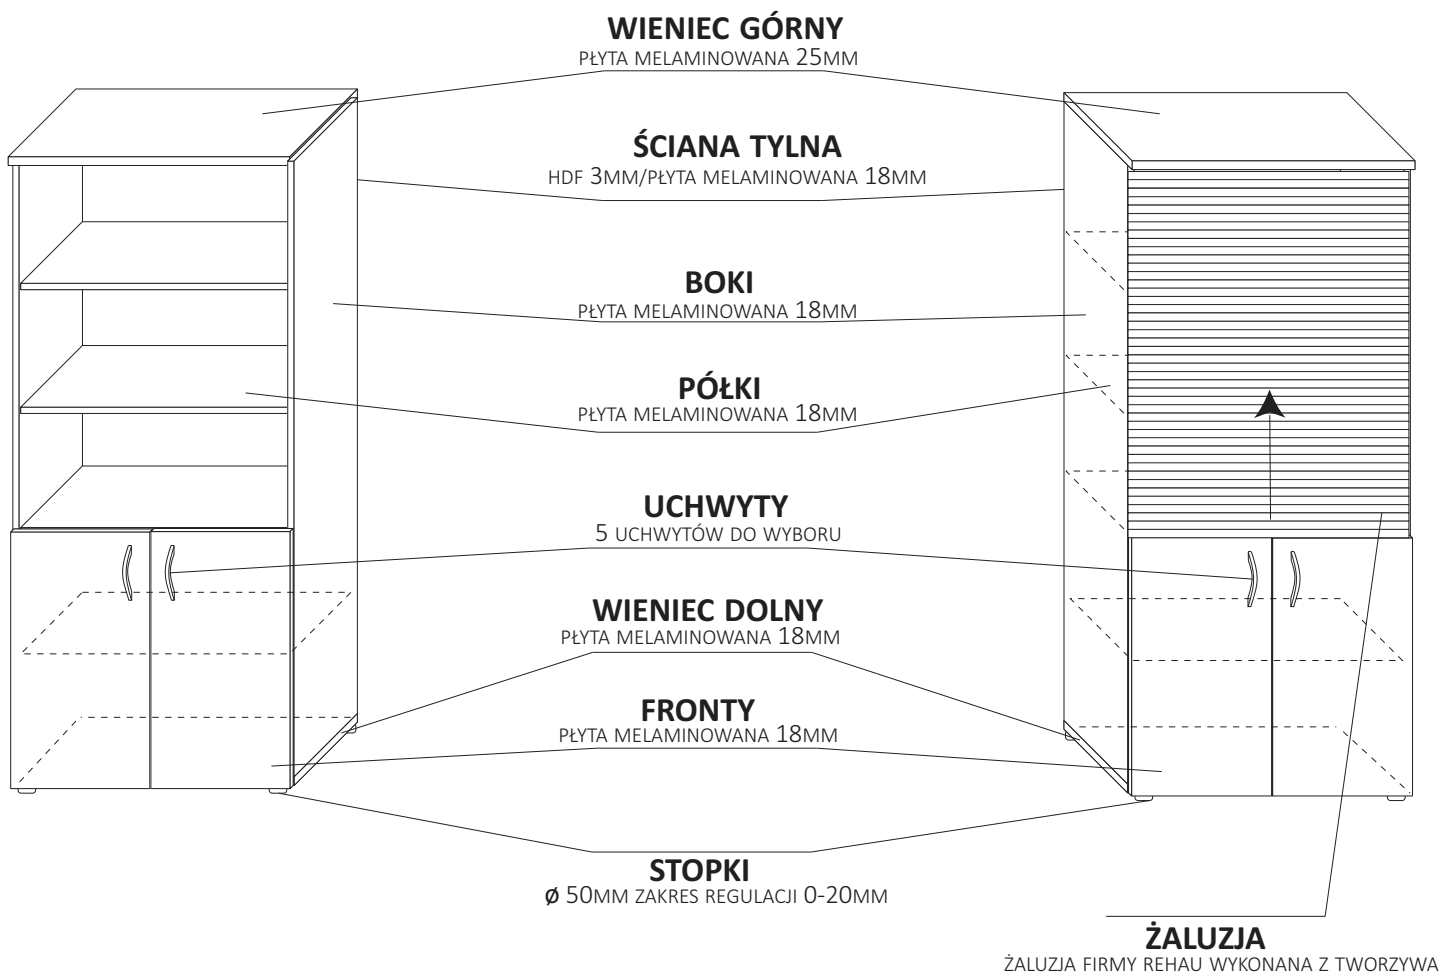 WIENIEC GÓRNY
PŁYTA MELAMINOWANA 25MM
ŚCIANA TYLNA
HDF 3MM/PŁYTA MELAMINOWANA 18MM
BOKI
PŁYTA MELAMINOWANA 18MM
PÓŁKI
PŁYTA MELAMINOWANA 18MM
UCHWYTY
5 UCHWYTÓW DO WYBORU
WIENIEC DOLNY
PŁYTA MELAMINOWANA 18MM
FRONTY
PŁYTA MELAMINOWANA 18MM
STOPKI
Ø 50MM ZAKRES REGULACJI 0-20MM
ŻALUZJA
ŻALUZJA FIRMY REHAU WYKONANA Z TWORZYWA